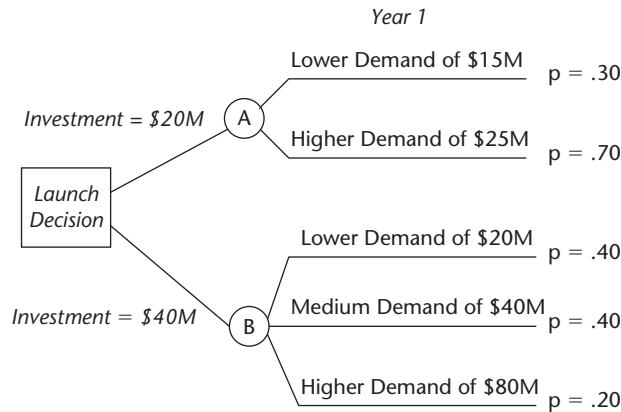 Year 1
Lower Demand of $15M p = .30
Investment = $20M
A
Higher Demand of $25M p = .70
Launch
Decision
Lower Demand of $20M p = .40
Investment = $40M
B
Medium Demand of $40M p = .40
Higher Demand of $80M p = .20